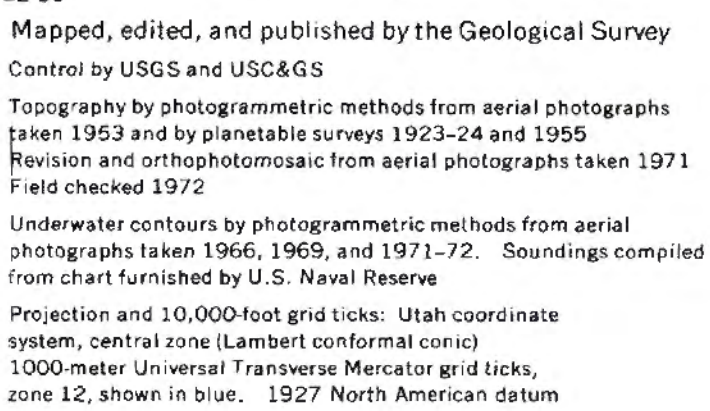 Mapped, edited, and published by the Geological Survey
Control by USGS and USC&GS
Topography by photogrammetric methods from aerial photographs
taken 1953 and by planetable surveys 1923–24 and 1955
Revision and orthophotomosaic from aerial photographs taken 1971
Field checked 1972
Underwater contours by photogrammetric methods from aerial
photographs taken 1966, 1969, and 1971–72. Soundings compiled
from chart furnished by U.S. Naval Reserve
Projection and 10,000-foot grid ticks: Utah coordinate
system, central zone (Lambert conformal conic)
1000-meter Universal Transverse Mercator grid ticks,
zone 12, shown in blue. 1927 North American datum